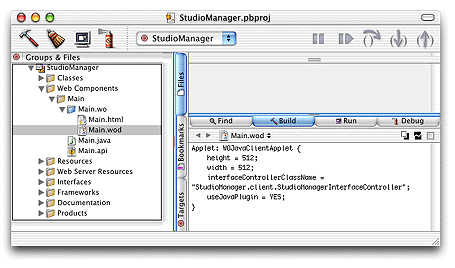 StudioManager.pbproj
StudioManager
Groups & Files
StudioManager
Classes
Web Components
Main
Main.wo
Main.html
Main.wod
Main.java
Main.api
Resources
Web Server Resources
Interfaces
Frameworks
Documentation
Products
Files
Bookmarks
Targets
Find
Build
Run
Debug
Main.wod
Applet: WOJavaClientApplet {
height = 512;
width = 512;
interfaceControllerClassName =
"StudioManager.client.StudioManagerInterfaceController";
useJavaPlugin = YES;
}